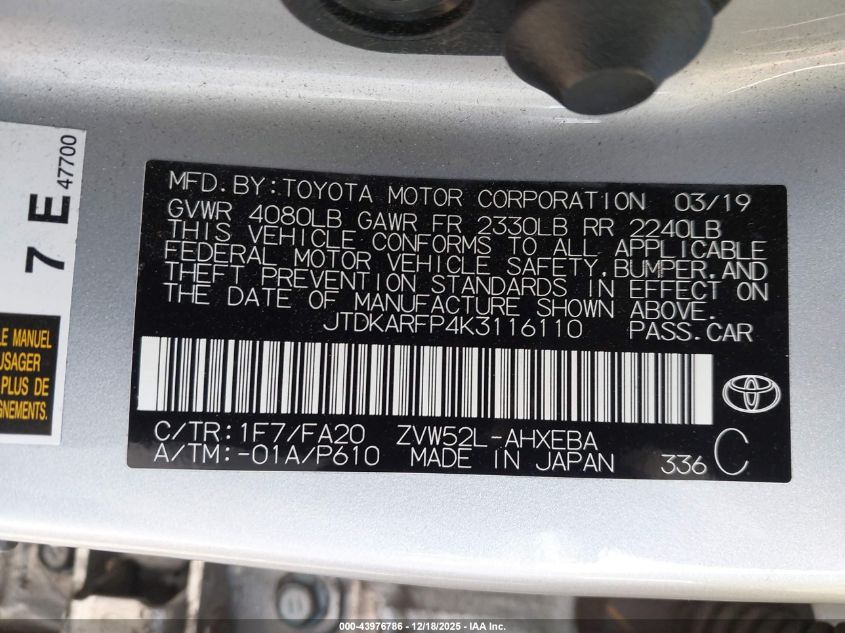 7 E 47700
LE MANUEL
USAGER
PLUS DE
GNEMENTS.
MFD. BY:TOYOTA MOTOR CORPORATION 03/19
GVWR 4080LB GAWR FR 2330LB RR 2240LB
THIS VEHICLE CONFORMS TO ALL APPLICABLE
FEDERAL MOTOR VEHICLE SAFETY,BUMPER,AND
THEFT PREVENTION STANDARDS IN EFFECT ON
THE DATE OF MANUFACTURE SHOWN ABOVE.
JTDKARFP4K3116110 PASS.CAR
C/TR:1F7/FA20 ZVW52L-AHXEBA
A/TM:-01A/P610 MADE IN JAPAN 336 C
000-43976786 - 12/18/2025 - IAA Inc.